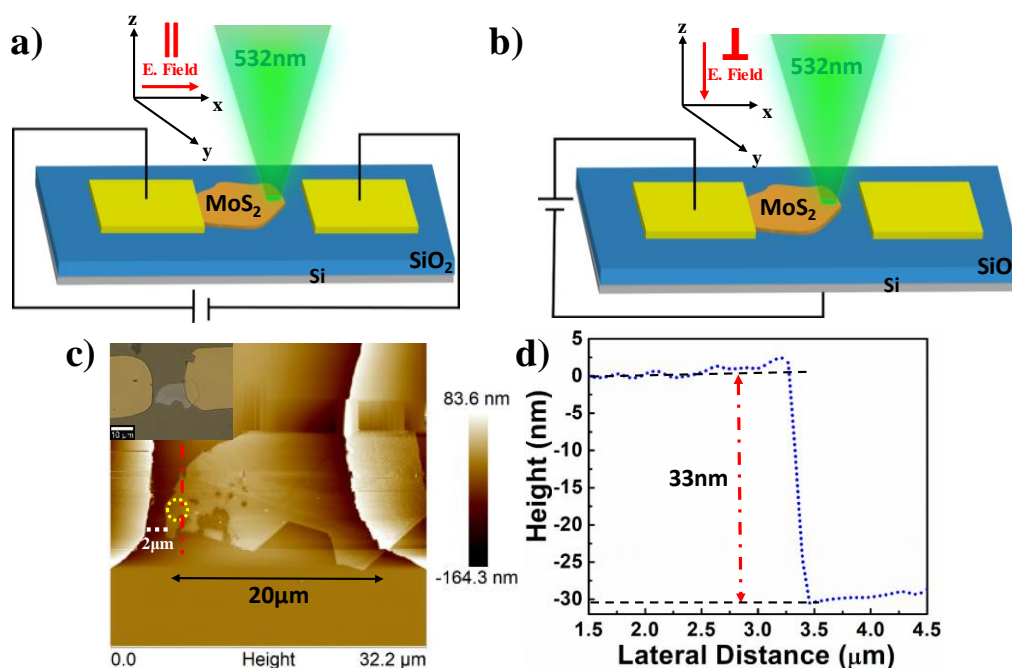 a)
z
||
E. Field
x
y
532nm
MoS2
SiO2
Si
b)
z
⊥
E. Field
x
y
532nm
MoS2
SiO
Si
c)
10 µm
83.6 nm
-164.3 nm
2µm
20µm
0.0 Height 32.2 µm
d)
Height (nm)
5
0
-5
-10
-15
-20
-25
-30
33nm
1.5 2.0 2.5 3.0 3.5 4.0 4.5
Lateral Distance (µm)